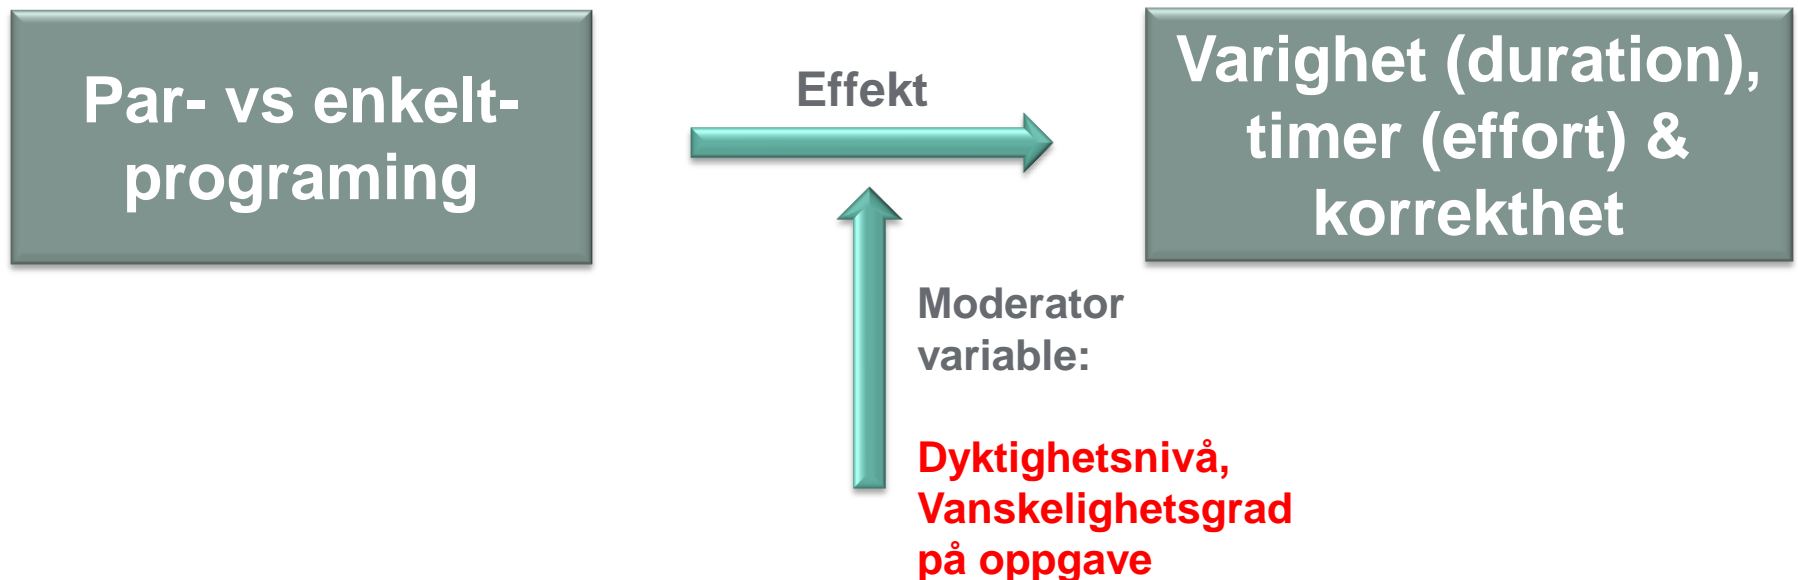 Par- vs enkelt-
programing
Effekt
Varighet (duration),
timer (effort) &
korrekthet
Moderator
variable:
Dyktighetsnivå,
Vanskelighetsgrad
på oppgave